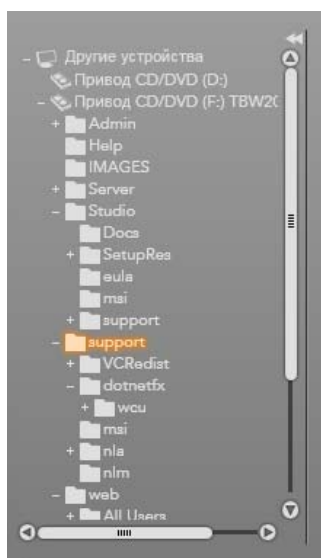 Другие устройства
Привод CD/DVD (D:)
Привод CD/DVD (F:) TBW2(
Admin
Help
IMAGES
Server
Studio
Docs
SetupRes
eula
msi
support
support
VCRedist
dotnetfx
wcu
msi
nla
nlm
web
All Users